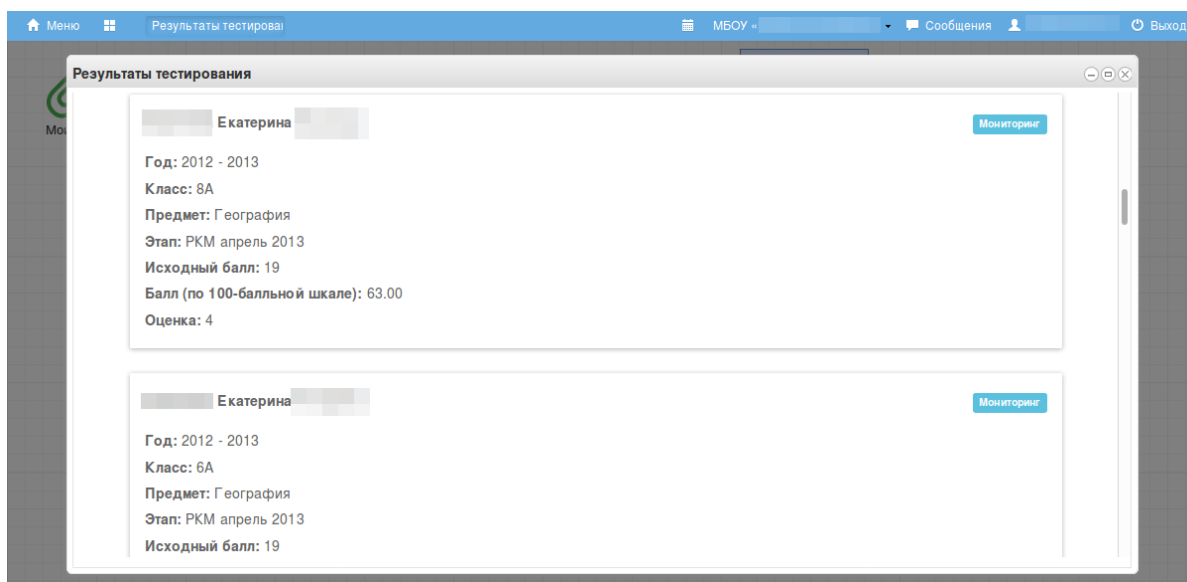 Меню Результаты тестирован МБОУ « Сообщения Выход
Результаты тестирования
Екатерина Мониторинг
Год: 2012 - 2013
Класс: 8А
Предмет: География
Этап: РКМ апрель 2013
Исходный балл: 19
Балл (по 100-балльной шкале): 63.00
Оценка: 4
Екатерина Мониторинг
Год: 2012 - 2013
Класс: 6А
Предмет: География
Этап: РКМ апрель 2013
Исходный балл: 19